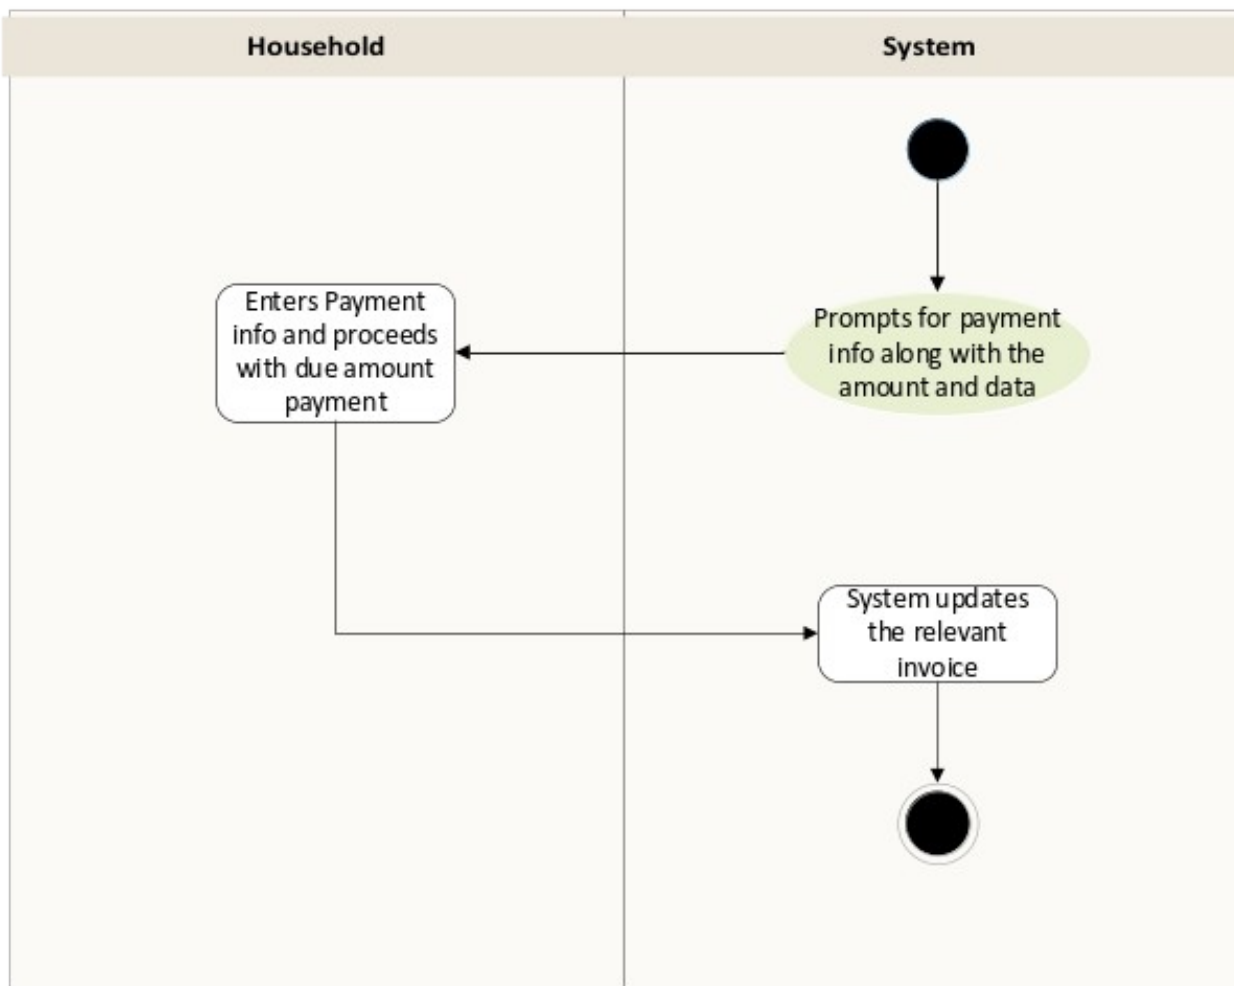 Household
System
Prompts for payment
info along with the
amount and data
Enters Payment
info and proceeds
with due amount
payment
System updates
the relevant
invoice